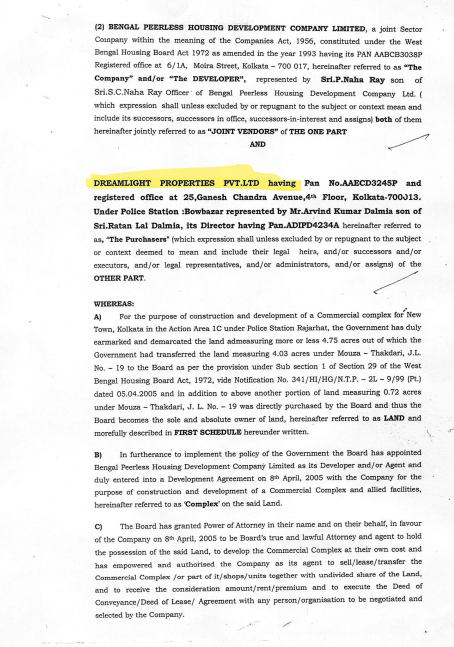 (2) BENGAL PEERLESS HOUSING DEVELOPMENT COMPANY LIMITED, a joint Sector
Company within the meaning of the Companies Act, 1956, constituted under the West
Bengal Housing Board Act 1972 as amended in the year 1993 having its PAN AABCB3038P
Registered office at 6/1A, Moira Street, Kolkata – 700 017, hereinafter referred to as "The
Company" and/or "The DEVELOPER", represented by Sri.P.Naha Ray son of
Sri.S.C.Naha Ray Officer of Bengal Peerless Housing Development Company Ltd. (
which expression shall unless excluded by or repugnant to the subject or context mean and
include its successors, successors in office, successors-in-interest and assigns) both of them
hereinafter jointly referred to as "JOINT VENDORS" of THE ONE PART
AND
DREAMLIGHT PROPERTIES PVT.LTD having Pan No.AAECD3245P and
registered office at 25,Ganesh Chandra Avenue,4th Floor, Kolkata-700013.
Under Police Station :Bowbazar represented by Mr.Arvind Kumar Dalmia son of
Sri.Ratan Lal Dalmia, its Director having Pan.ADIPD4234A hereinafter referred to
as, "The Purchasers" (which expression shall unless excluded by or repugnant to the subject
or context deemed to mean and include their legal heirs, and/or successors and/or
executors, and/or legal representatives, and/or administrators, and/or assigns) of the
OTHER PART.
WHEREAS:
A) For the purpose of construction and development of a Commercial complex for New
Town, Kolkata in the Action Area 1C under Police Station Rajarhat, the Government has duly
earmarked and demarcated the land admeasuring more or less 4.75 acres out of which the
Government had transferred the land measuring 4.03 acres under Mouza – Thakdari, J.L.
No. – 19 to the Board as per the provision under Sub section 1 of Section 29 of the West
Bengal Housing Board Act, 1972, vide Notification No. 341/HI/HG/N.T.P. – 2L – 9/99 (Pt.)
dated 05.04.2005 and in addition to above another portion of land measuring 0.72 acres
under Mouza – Thakdari, J. L. No. – 19 was directly purchased by the Board and thus the
Board becomes the sole and absolute owner of land, hereinafter referred to as LAND and
morefully described in FIRST SCHEDULE hereunder written.
B) In furtherance to implement the policy of the Government the Board has appointed
Bengal Peerless Housing Development Company Limited as its Developer and/or Agent and
duly entered into a Development Agreement on 8th April, 2005 with the Company for the
purpose of construction and development of a Commercial Complex and allied facilities,
hereinafter referred to as 'Complex' on the said Land.
C) The Board has granted Power of Attorney in their name and on their behalf, in favour
of the Company on 8th April, 2005 to be Board's true and lawful Attorney and agent to hold
the possession of the said Land, to develop the Commercial Complex at their own cost and
has empowered and authorised the Company as its agent to sell/lease/transfer the
Commercial Complex /or part of it/shops/units together with undivided share of the Land,
and to receive the consideration amount/rent/premium and to execute the Deed of
Conveyance/Deed of Lease/ Agreement with any person/organisation to be negotiated and
selected by the Company.